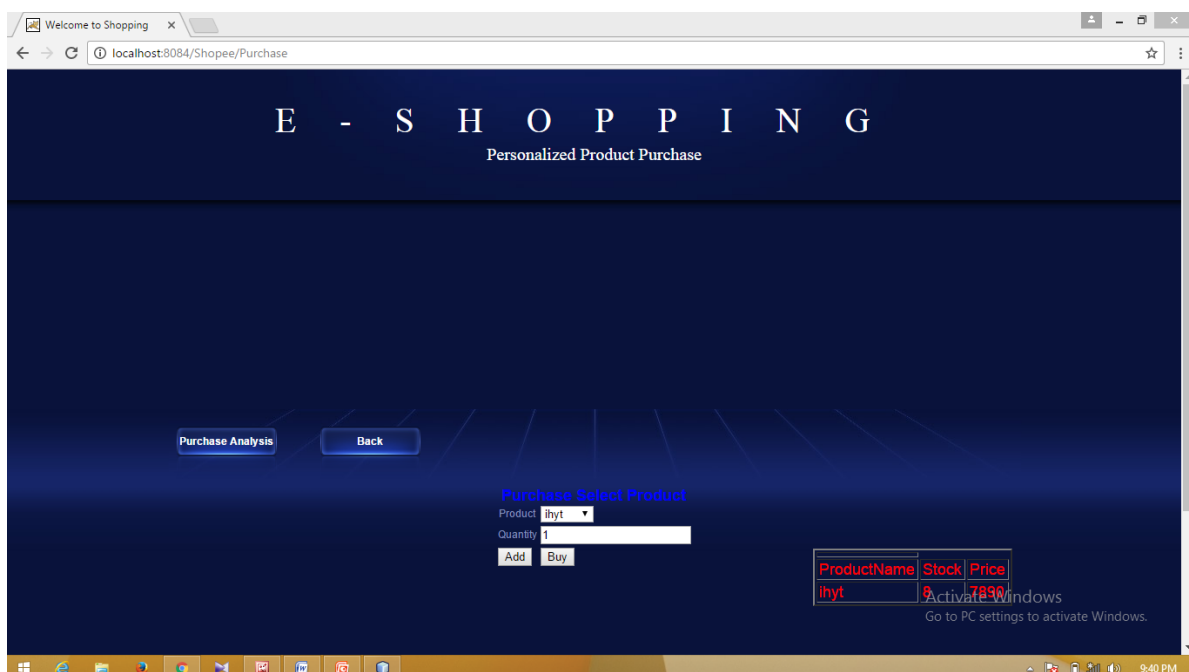 Welcome to Shopping
localhost:8084/Shopee/Purchase
E - S H O P P I N G
Personalized Product Purchase
Purchase Analysis
Back
Purchase Select Product
Product ihyt
Quantity 1
Add Buy
ProductName Stock Price
ihyt 8 7890
Activate Windows
Go to PC settings to activate Windows.
9:40 PM